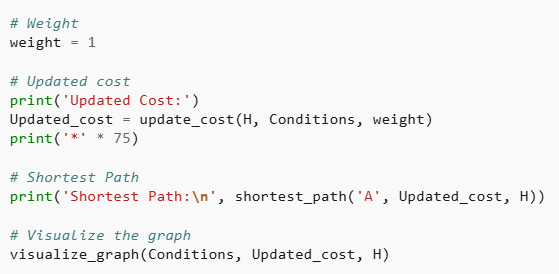 # Weight
weight = 1
# Updated cost
print('Updated Cost:')
Updated_cost = update_cost(H, Conditions, weight)
print('*' * 75)
# Shortest Path
print('Shortest Path:\n', shortest_path('A', Updated_cost, H))
# Visualize the graph
visualize_graph(Conditions, Updated_cost, H)